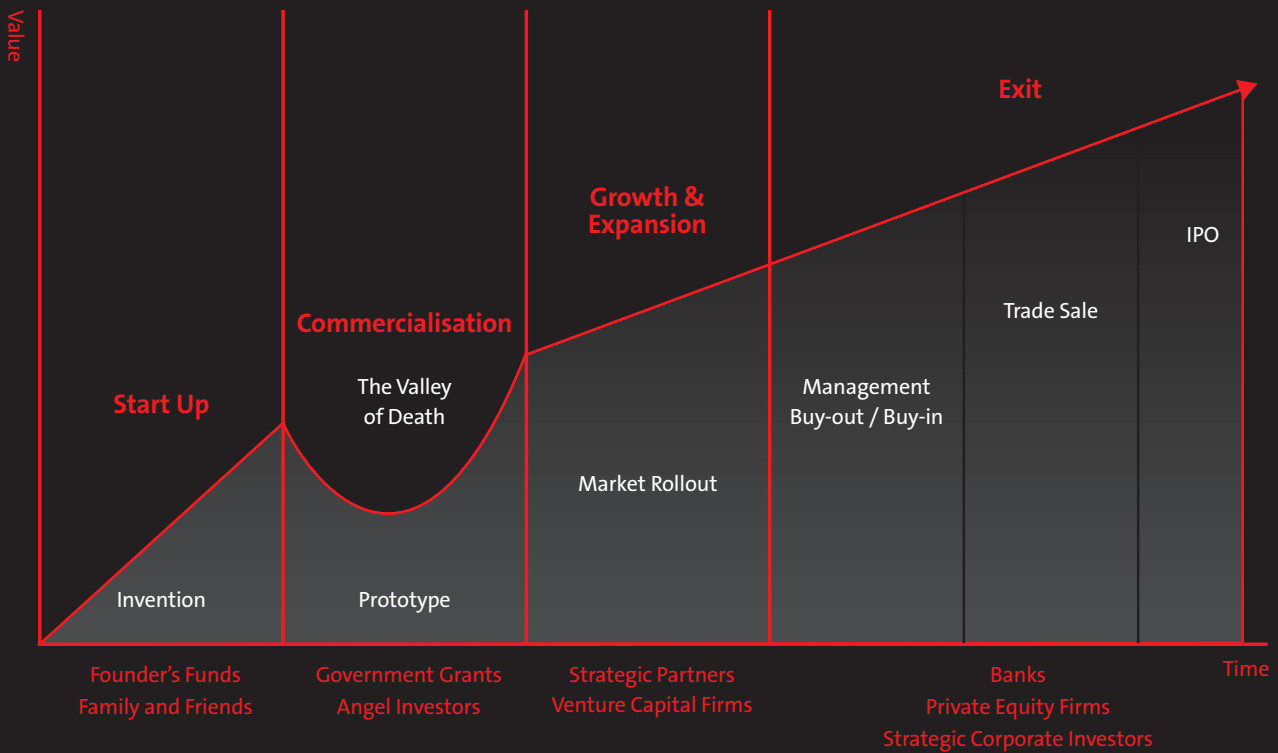 Value
Exit
Growth &
Expansion
IPO
Trade Sale
Commercialisation
The Valley
of Death
Management
Buy-out / Buy-in
Start Up
Market Rollout
Invention
Prototype
Founder’s Funds
Family and Friends
Government Grants
Angel Investors
Strategic Partners
Venture Capital Firms
Banks
Private Equity Firms
Strategic Corporate Investors
Time